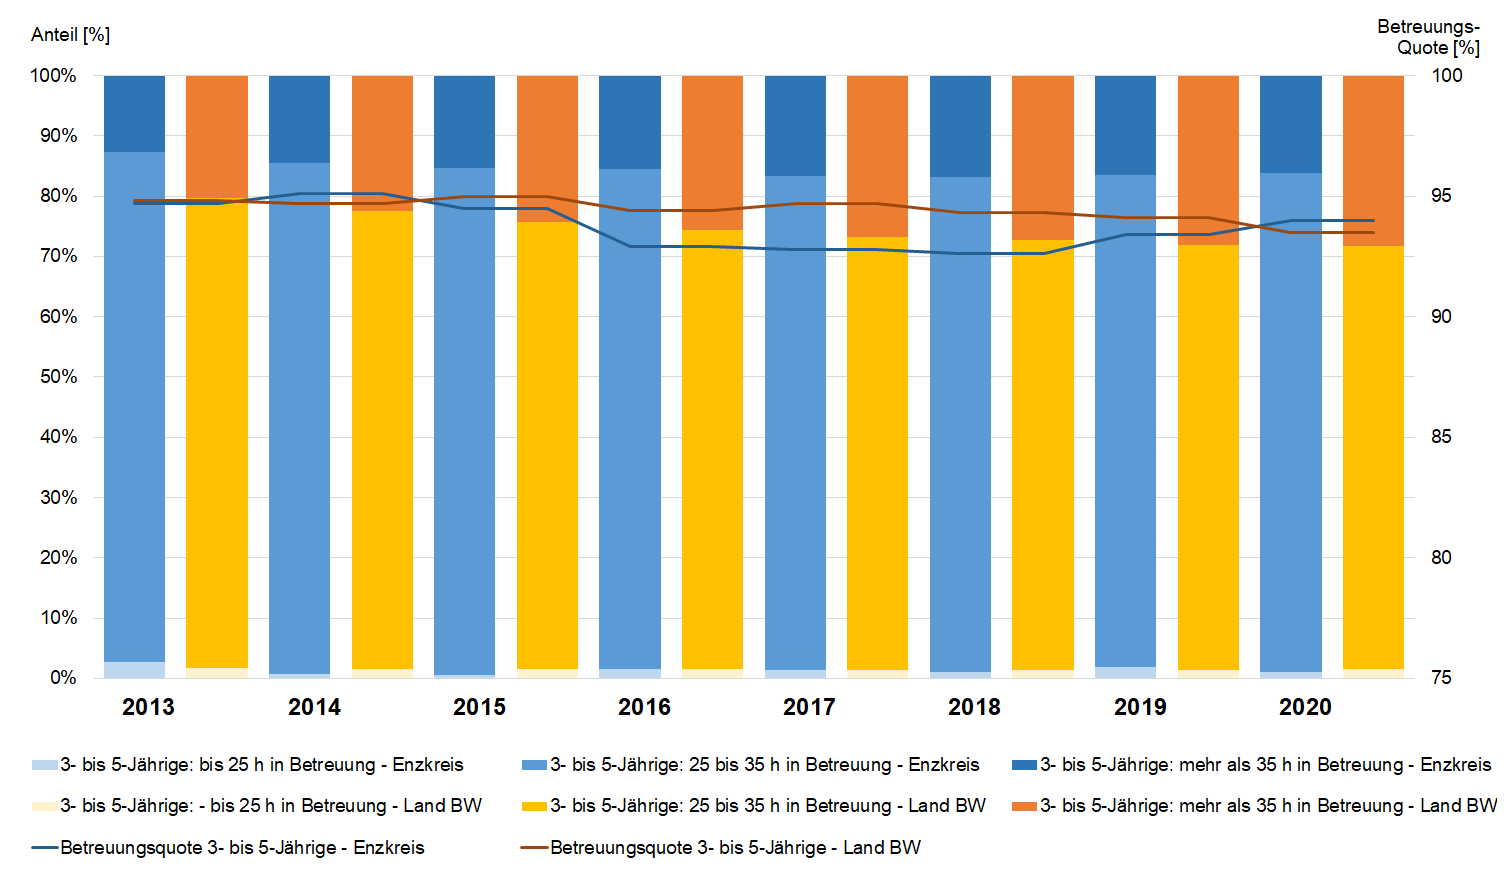 Anteil [%]
Betreuungs-
Quote [%]
100%
90%
80%
70%
60%
50%
40%
30%
20%
10%
0%
100
95
90
85
80
75
2013 2014 2015 2016 2017 2018 2019 2020
3- bis 5-Jährige: bis 25 h in Betreuung - Enzkreis
3- bis 5-Jährige: 25 bis 35 h in Betreuung - Enzkreis
3- bis 5-Jährige: mehr als 35 h in Betreuung - Enzkreis
3- bis 5-Jährige: - bis 25 h in Betreuung - Land BW
3- bis 5-Jährige: 25 bis 35 h in Betreuung - Land BW
3- bis 5-Jährige: mehr als 35 h in Betreuung - Land BW
Betreuungsquote 3- bis 5-Jährige - Enzkreis
Betreuungsquote 3- bis 5-Jährige - Land BW